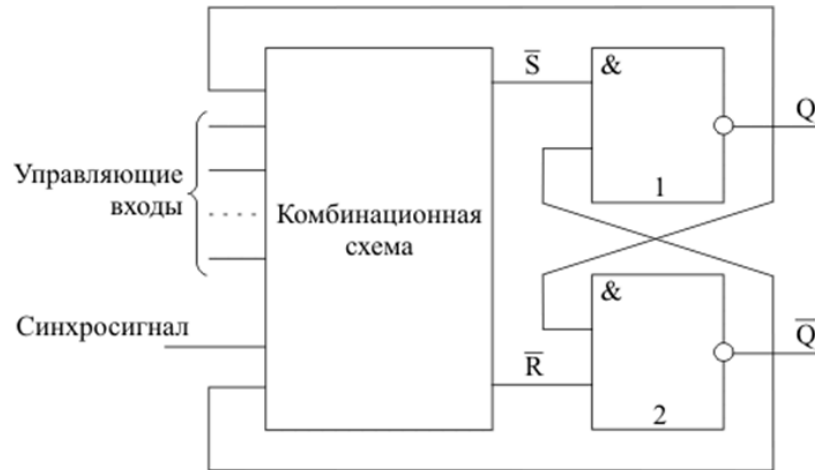 S̅
&
Q
Управляющие
входы
1
Комбинационная
схема
&
Синхросигнал
Q̅
R̅
2